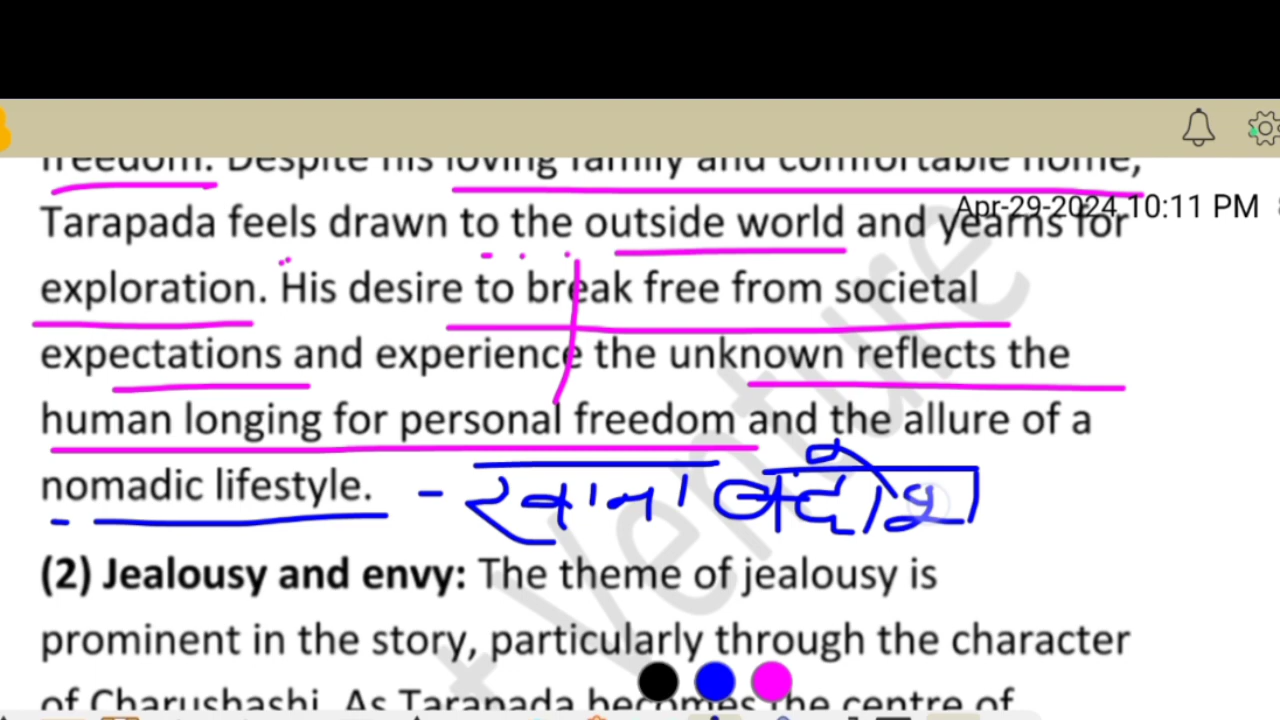 freedom. Despite his loving family and comfortable home,
Apr-29-2024 10:11 PM
Tarapada feels drawn to the outside world and yearns for
exploration. His desire to break free from societal
expectations and experience the unknown reflects the
human longing for personal freedom and the allure of a
nomadic lifestyle. - खाना बदोश
(2) Jealousy and envy: The theme of jealousy is
prominent in the story, particularly through the character
of Charushashi. As Tarapada becomes the centre of
+ Venture